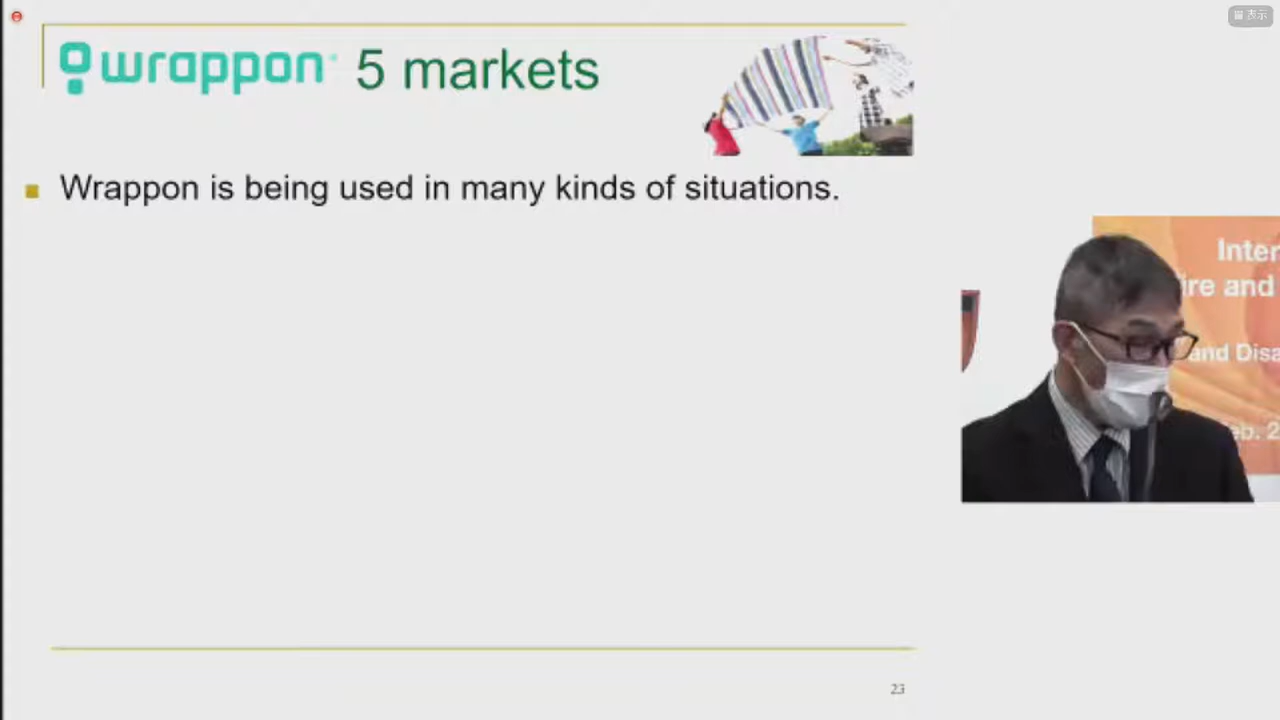 表示
wrappon 5 markets
Wrappon is being used in many kinds of situations.
Inter
ire and
and Disa
eb. 2
23